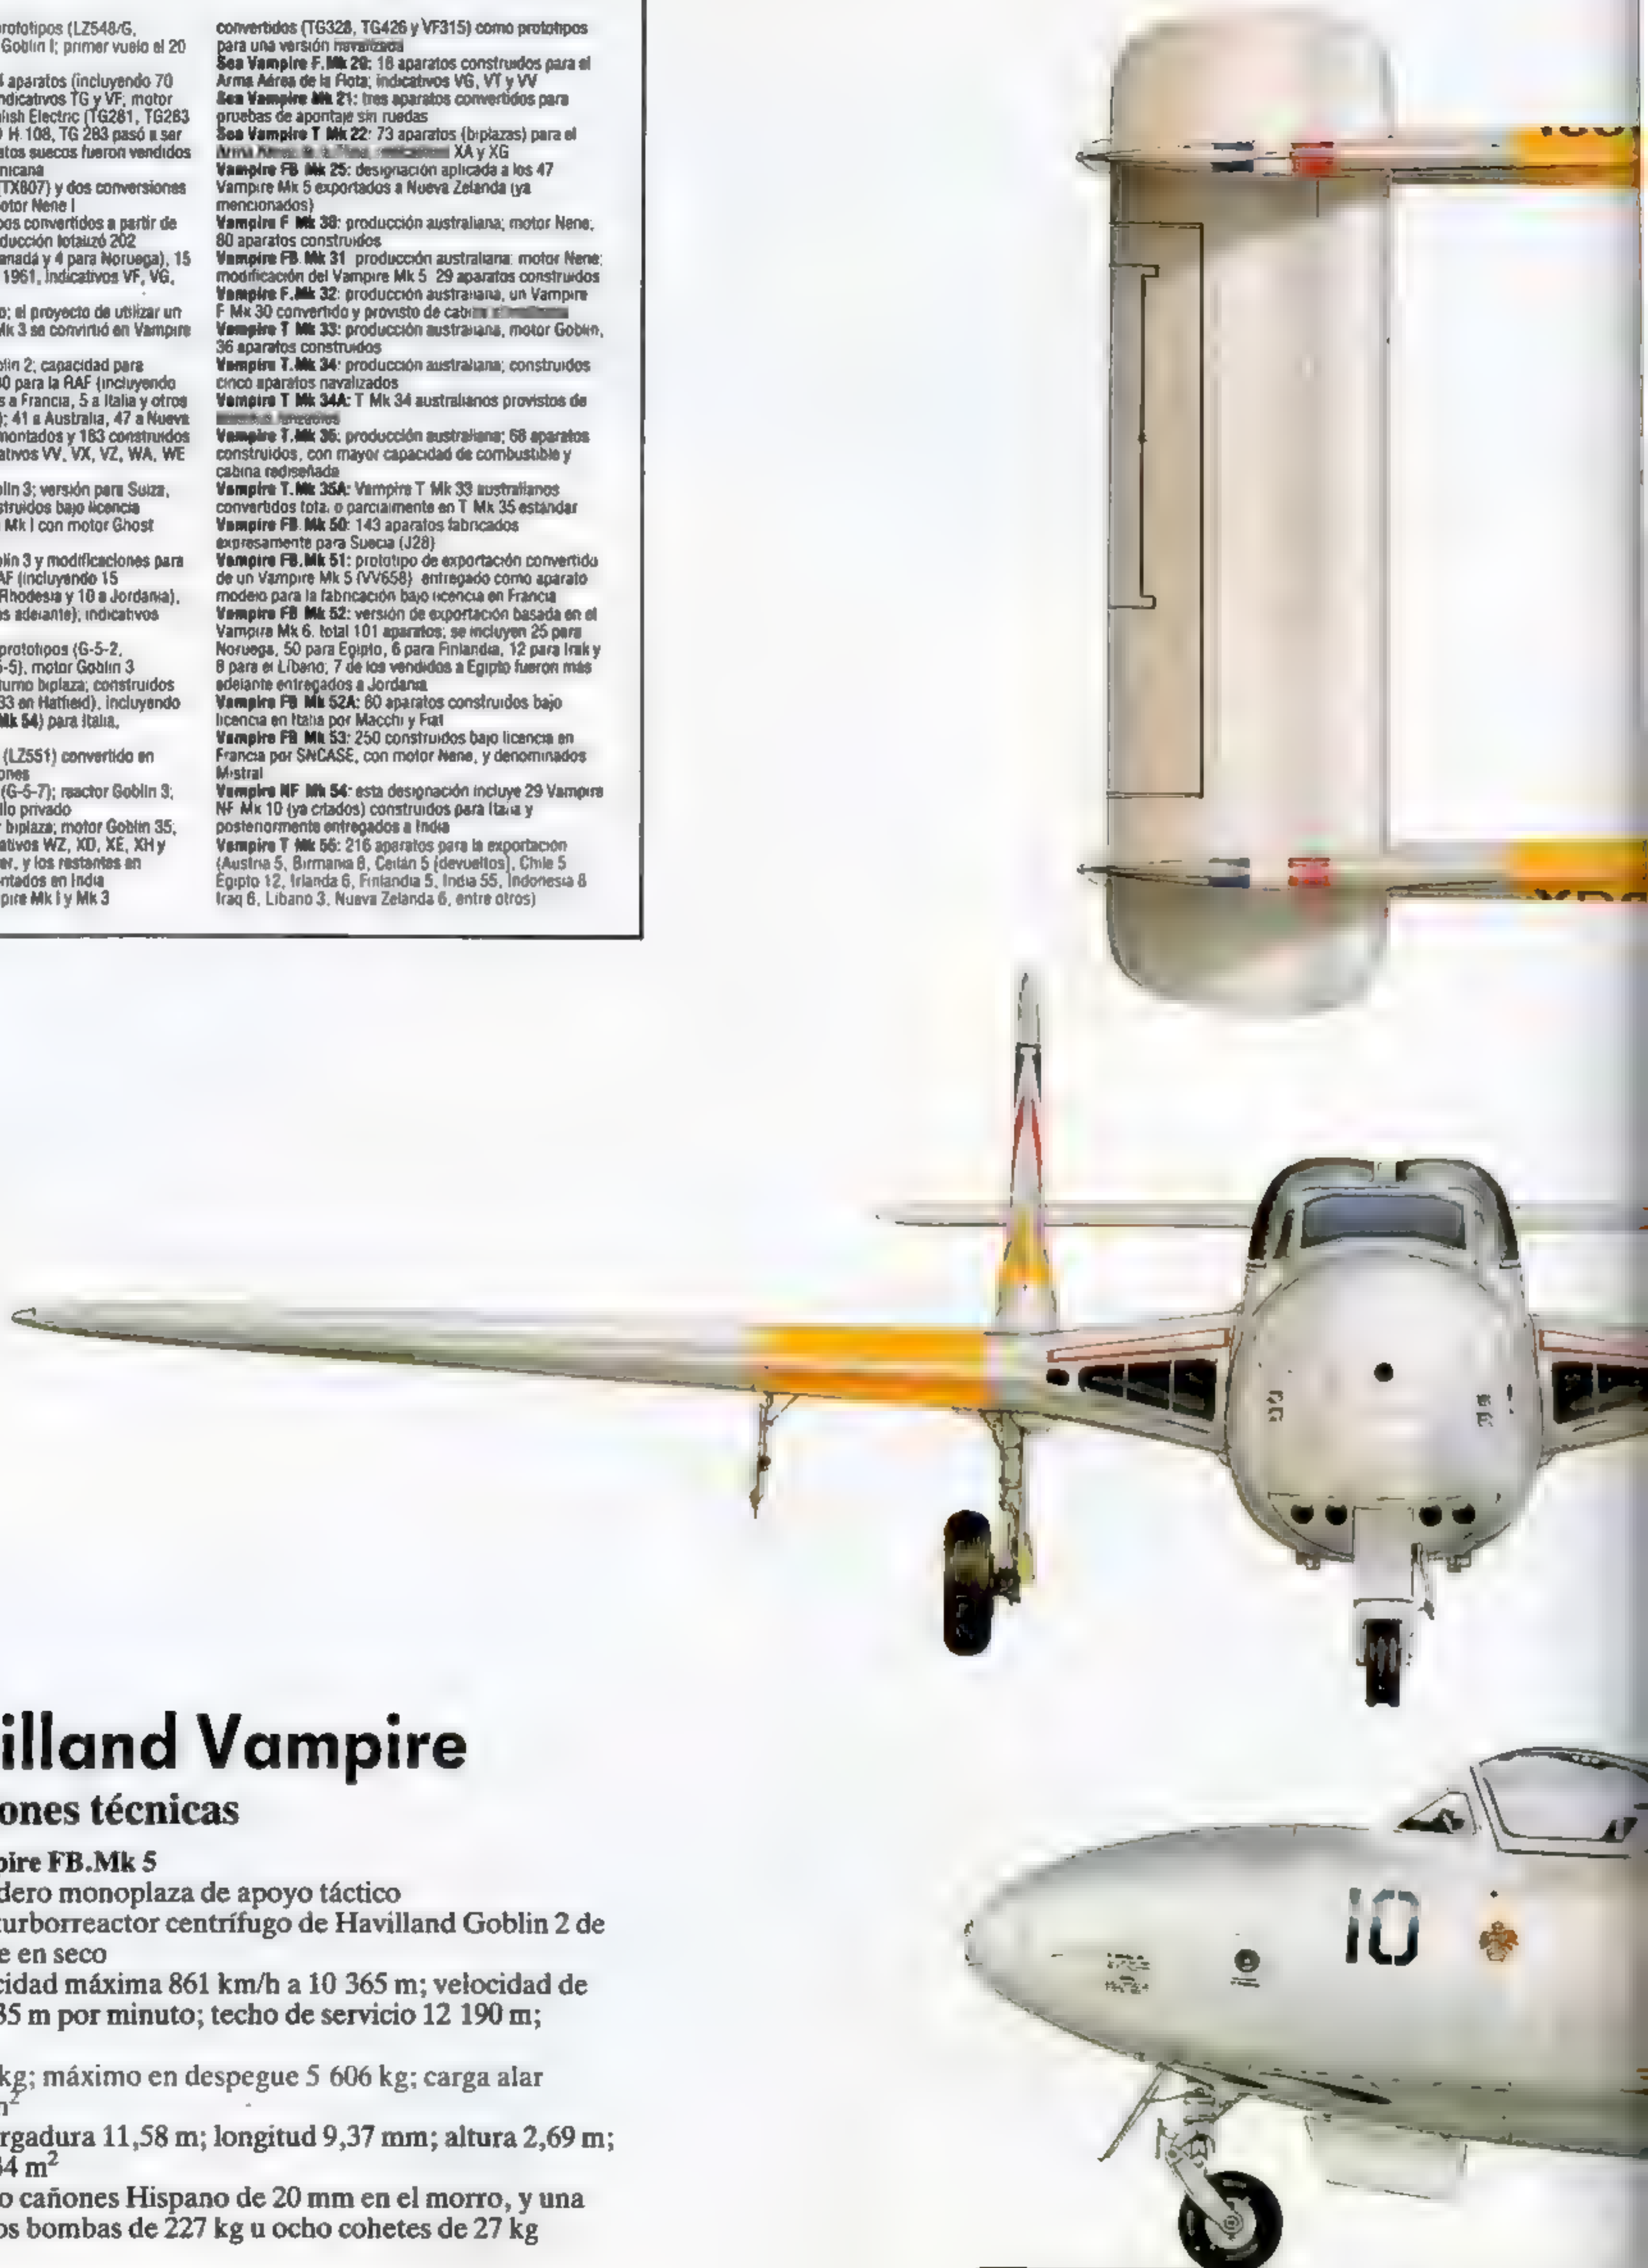 prototipos (LZ548/G,
Goblin I; primer vuelo el 20
aparatos (incluyendo 70
indicativos TG y VF; motor
glish Electric (TG281, TG283
H.108, TG 283 pasó a ser
atos suecos fueron vendidos
nicana
(TX807) y dos conversiones
otor Nene I
pos convertidos a partir de
ducción totalizó 202
anadá y 4 para Noruega), 15
1961, indicativos VF, VG,
o; el proyecto de utilizar un
Mk 3 se convirtió en Vampire
blin 2; capacidad para
30 para la RAF (incluyendo
s a Francia, 5 a Italia y otros
); 41 a Australia, 47 a Nueva
montados y 183 construidos
ativos VV, VX, VZ, WA, WE
blin 3; versión para Suiza,
struidos bajo licencia
Mk I con motor Ghost
blin 3 y modificaciones para
AF (incluyendo 15
Rhodesia y 10 a Jordania),
s adelante); indicativos
prototipos (G-5-2,
5-5), motor Goblin 3
turno biplaza; construidos
33 en Hatfield), incluyendo
Mk 54) para Italia,
(LZ551) convertido en
ones
(G-5-7); reactor Goblin 3;
llo privado
r biplaza; motor Goblin 35;
ativos WZ, XD, XE, XH y
er, y los restantes en
ntados en India
pire Mk I y Mk 3
convertidos (TG328, TG426 y VF315) como prototipos
para una versión navalizada
Sea Vampire F.Mk 20: 18 aparatos construidos para el
Arma Aérea de la Flota; indicativos VG, VT y VV
Sea Vampire Mk 21: tres aparatos convertidos para
pruebas de apontaje sin ruedas
Sea Vampire T Mk 22: 73 aparatos (biplazas) para el
XA y XG
Vampire FB Mk 25: designación aplicada a los 47
Vampire Mk 5 exportados a Nueva Zelanda (ya
mencionados)
Vampire F Mk 30: producción australiana; motor Nene,
80 aparatos construidos
Vampire FB Mk 31 producción australiana; motor Nene;
modificación del Vampire Mk 5 29 aparatos construidos
Vampire F.Mk 32: producción australiana, un Vampire
F Mk 30 convertido y provisto de cabina
Vampire T Mk 33: producción australiana, motor Goblin,
36 aparatos construidos
Vampire T.Mk 34: producción australiana; construidos
cinco aparatos navalizados
Vampire T Mk 34A: T Mk 34 australianos provistos de
Vampire T.Mk 35: producción australiana; 68 aparatos
construidos, con mayor capacidad de combustible y
cabina rediseñada
Vampire T.Mk 35A: Vampire T Mk 33 australianos
convertidos total o parcialmente en T Mk 35 estándar
Vampire FB Mk 50: 143 aparatos fabricados
expresamente para Suecia (J28)
Vampire FB.Mk 51: prototipo de exportación convertido
de un Vampire Mk 5 (VV658) entregado como aparato
modelo para la fabricación bajo licencia en Francia
Vampire FB Mk 52: versión de exportación basada en el
Vampire Mk 6. total 101 aparatos; se incluyen 25 para
Noruega, 50 para Egipto, 6 para Finlandia, 12 para Irak y
8 para el Líbano; 7 de los vendidos a Egipto fueron más
adelante entregados a Jordania
Vampire FB Mk 52A: 80 aparatos construidos bajo
licencia en Italia por Macchi y Fiat
Vampire FB Mk 53: 250 construidos bajo licencia en
Francia por SNCASE, con motor Nene, y denominados
Mistral
Vampire NF Mk 54: esta designación incluye 29 Vampire
NF Mk 10 (ya citados) construidos para Italia y
posteriormente entregados a India
Vampire T Mk 55: 216 aparatos para la exportación
(Austria 5, Birmania 8, Ceilán 5 [devueltos], Chile 5
Egipto 12, Irlanda 6, Finlandia 5, India 55, Indonesia 8
Iraq 6, Líbano 3, Nueva Zelanda 6, entre otros)
illand Vampire
ones técnicas
pire FB.Mk 5
dero monoplaza de apoyo táctico
turborreactor centrífugo de Havilland Goblin 2 de
e en seco
cidad máxima 861 km/h a 10 365 m; velocidad de
35 m por minuto; techo de servicio 12 190 m;
kg; máximo en despegue 5 606 kg; carga alar
m²
rgadura 11,58 m; longitud 9,37 mm; altura 2,69 m;
34 m²
o cañones Hispano de 20 mm en el morro, y una
os bombas de 227 kg u ocho cohetes de 27 kg
10